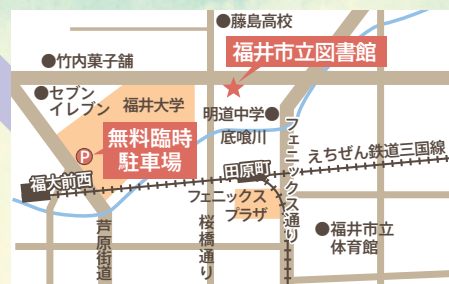 ●藤島高校
福井市立図書館
●竹内菓子舗
●セブン
イレブン
福井大学
明道中学●
底喰川
P
無料臨時
駐車場
フェニックス通り
えちぜん鉄道三国線
田原町
福大前西
フェニックス
プラザ
芦原街道
桜橋通り
●福井市立
体育館